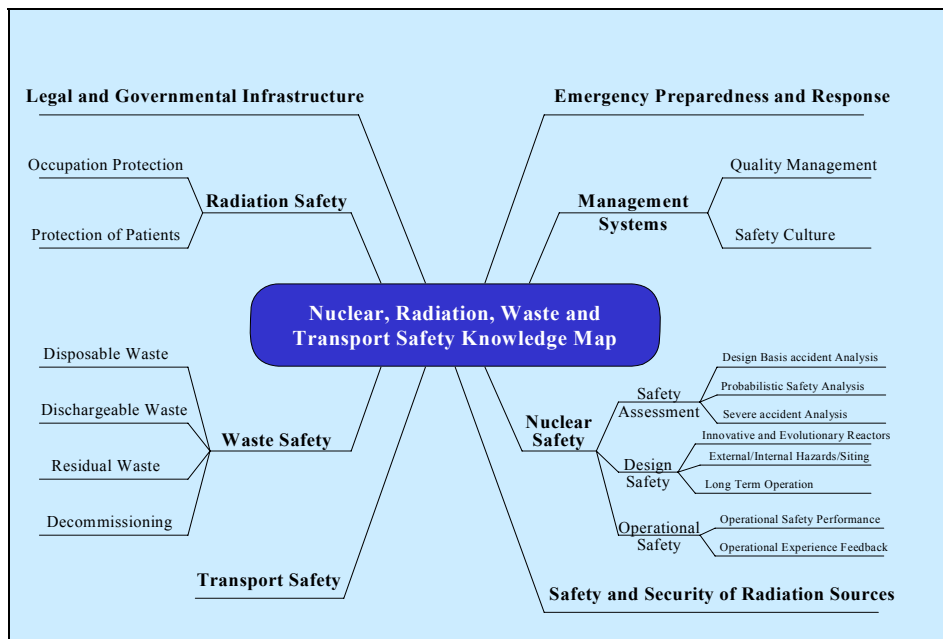 Legal and Governmental Infrastructure
Emergency Preparedness and Response
Occupation Protection
Radiation Safety
Protection of Patients
Quality Management
Management
Systems
Safety Culture
Nuclear, Radiation, Waste and
Transport Safety Knowledge Map
Disposable Waste
Dischargeable Waste
Waste Safety
Residual Waste
Decommissioning
Nuclear
Safety
Safety
Assessment
Design Basis accident Analysis
Probabilistic Safety Analysis
Severe accident Analysis
Design
Safety
Innovative and Evolutionary Reactors
External/Internal Hazards/Siting
Long Term Operation
Operational
Safety
Operational Safety Performance
Operational Experience Feedback
Transport Safety
Safety and Security of Radiation Sources